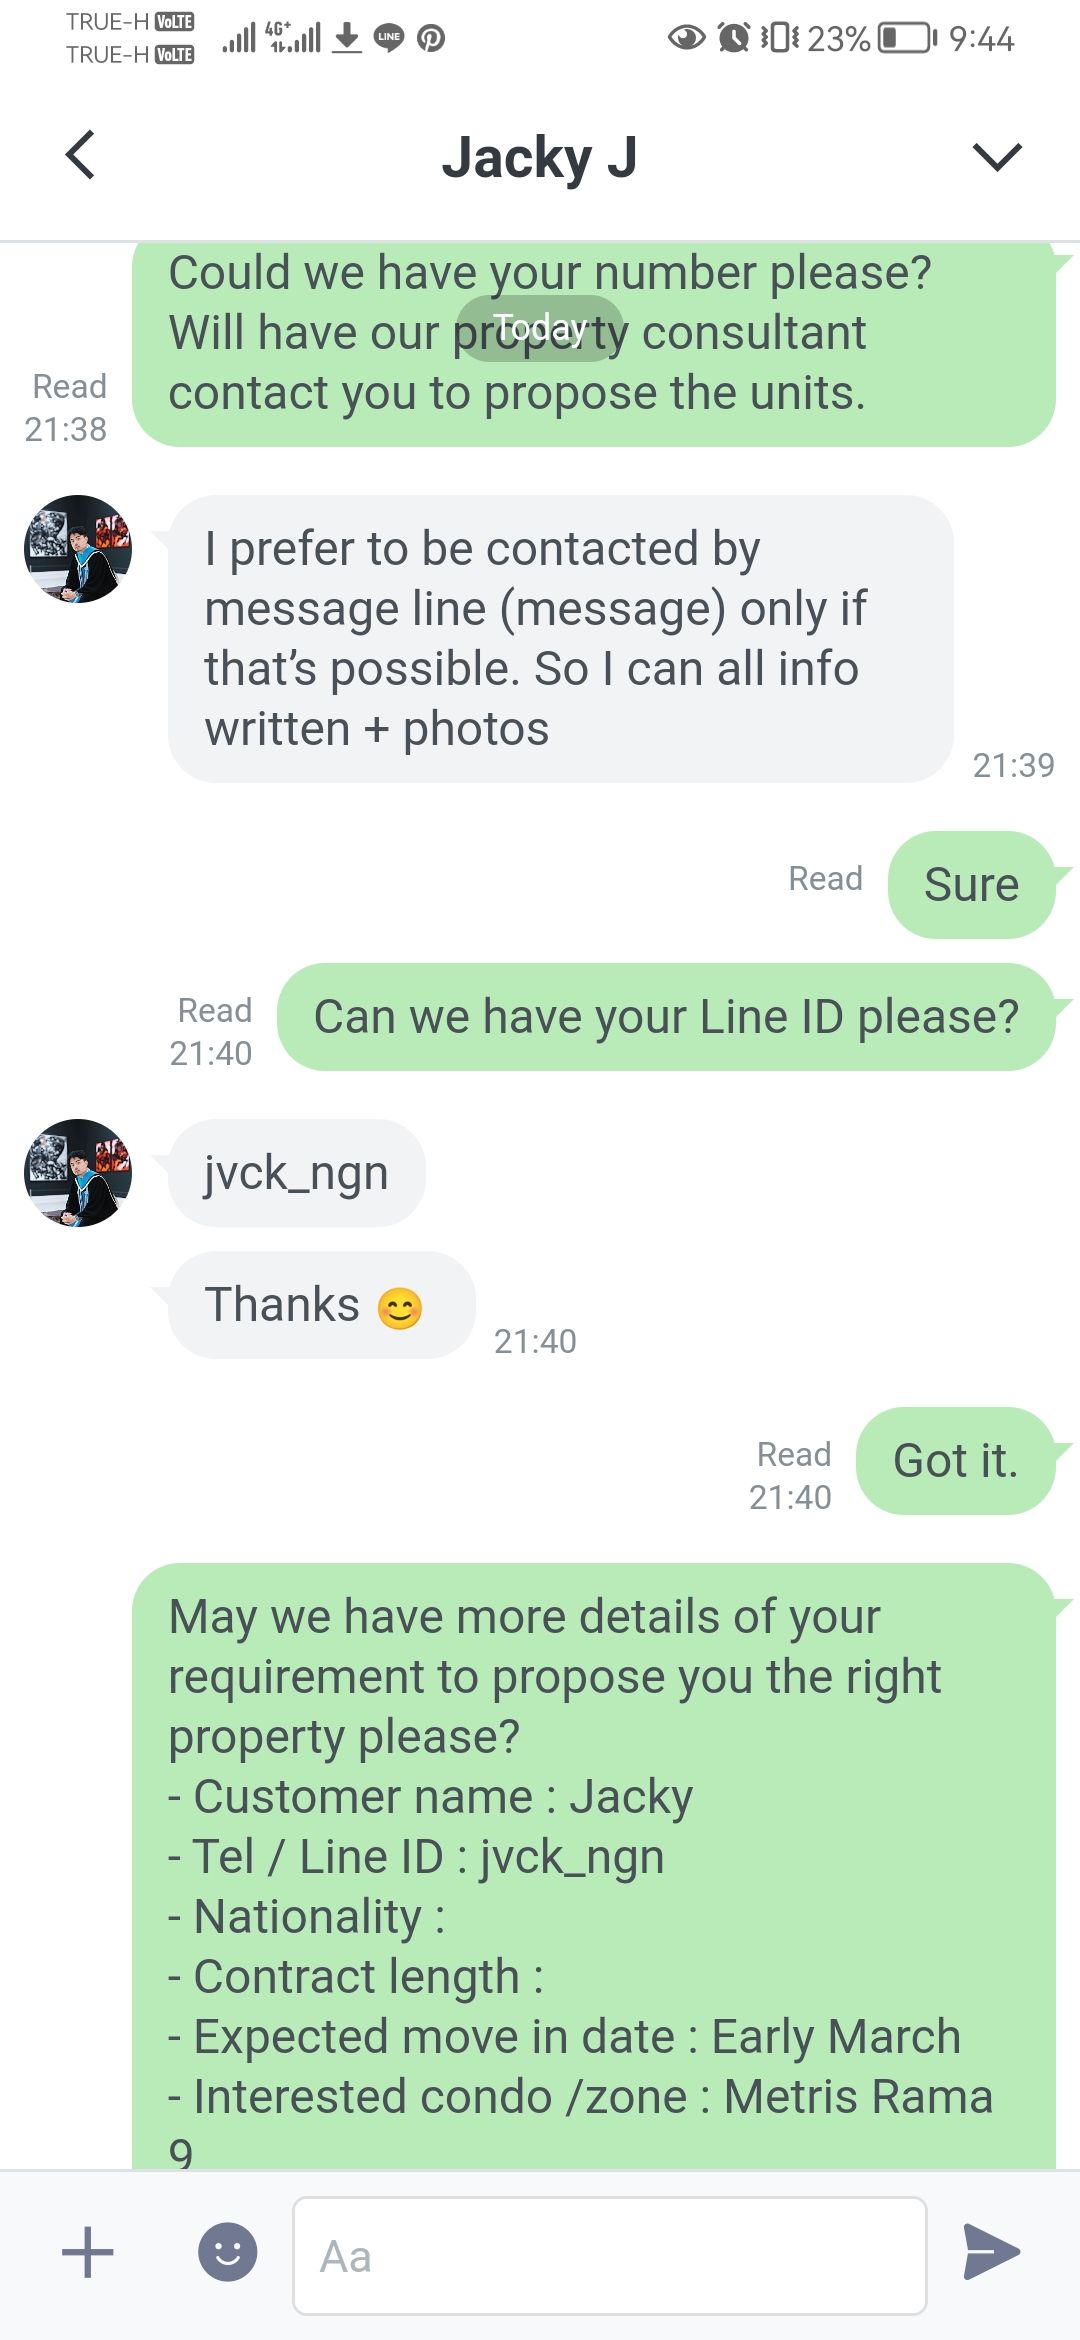 TRUE-H VoLTE
TRUE-H VoLTE
4G+
LINE
23%
9:44
Jacky J
Could we have your number please?
Today
Will have our property consultant
contact you to propose the units.
Read
21:38
I prefer to be contacted by
message line (message) only if
that’s possible. So I can all info
written + photos
21:39
Read
Sure
Read
21:40
Can we have your Line ID please?
jvck_ngn
Thanks 😊
21:40
Read
21:40
Got it.
May we have more details of your
requirement to propose you the right
property please?
- Customer name : Jacky
- Tel / Line ID : jvck_ngn
- Nationality :
- Contract length :
- Expected move in date : Early March
- Interested condo /zone : Metris Rama
9
Aa